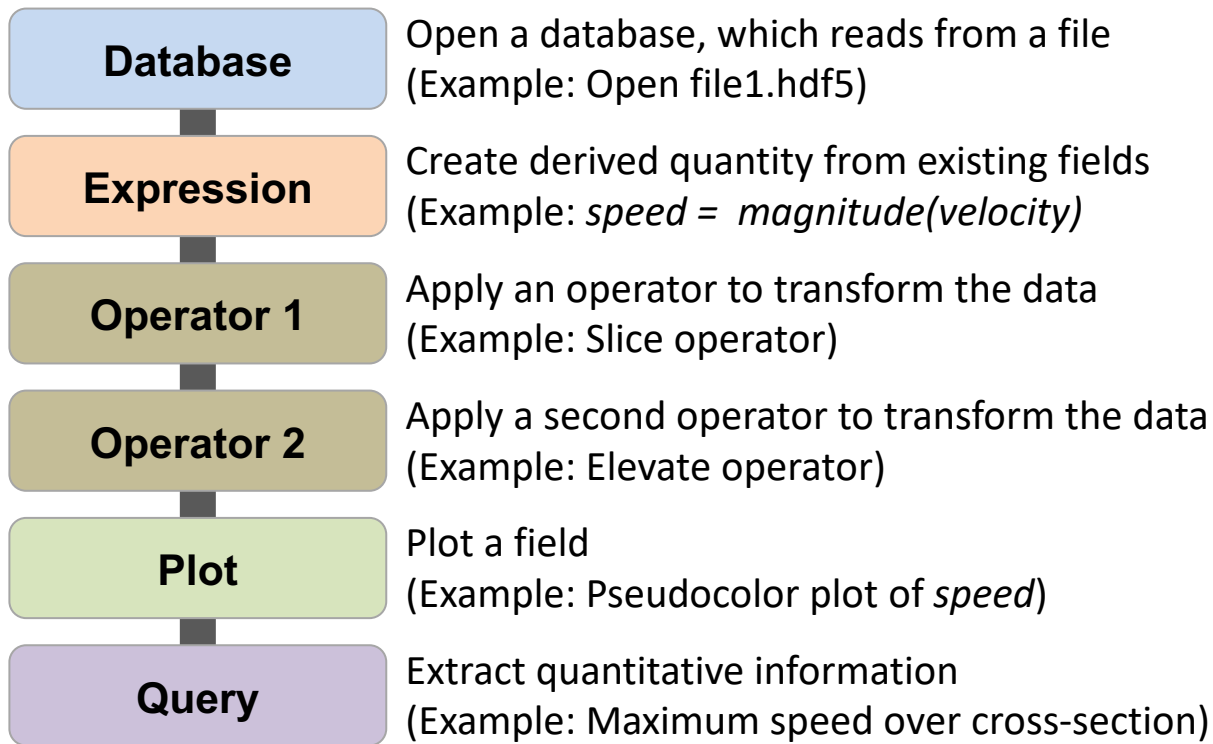 Database
Open a database, which reads from a file
(Example: Open file1.hdf5)
Expression
Create derived quantity from existing fields
(Example: speed = magnitude(velocity)
Operator 1
Apply an operator to transform the data
(Example: Slice operator)
Operator 2
Apply a second operator to transform the data
(Example: Elevate operator)
Plot
Plot a field
(Example: Pseudocolor plot of speed)
Query
Extract quantitative information
(Example: Maximum speed over cross-section)